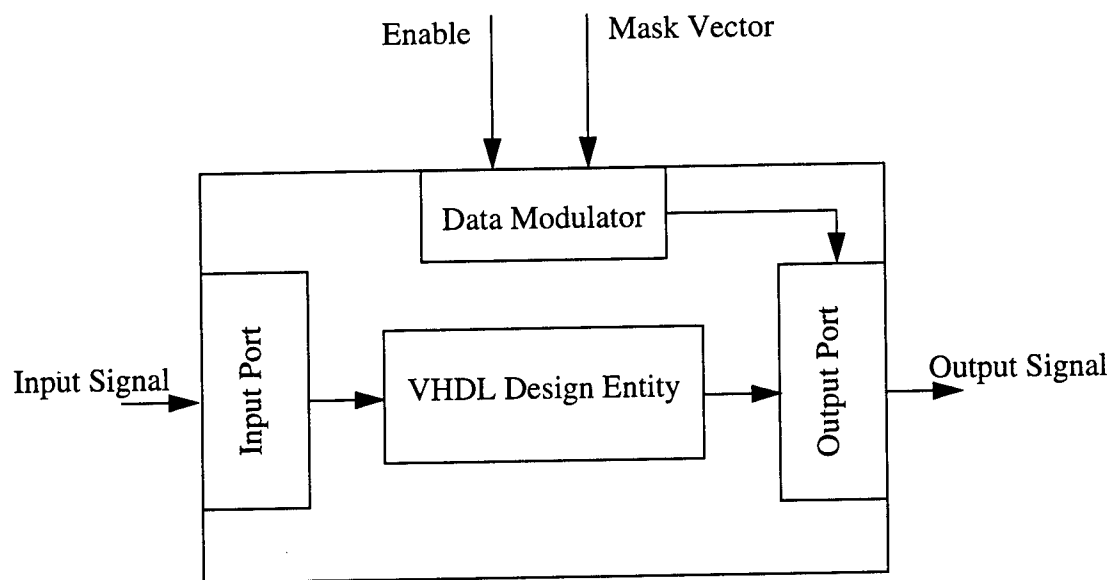 Enable
Mask Vector
Data Modulator
Input Port
VHDL Design Entity
Output Port
Input Signal
Output Signal